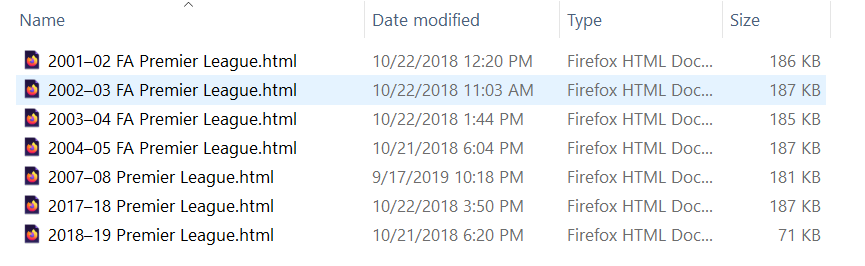 Name Date modified Type Size
2001–02 FA Premier League.html 10/22/2018 12:20 PM Firefox HTML Doc... 186 KB
2002–03 FA Premier League.html 10/22/2018 11:03 AM Firefox HTML Doc... 187 KB
2003–04 FA Premier League.html 10/22/2018 1:44 PM Firefox HTML Doc... 185 KB
2004–05 FA Premier League.html 10/21/2018 6:04 PM Firefox HTML Doc... 187 KB
2007–08 Premier League.html 9/17/2019 10:18 PM Firefox HTML Doc... 181 KB
2017–18 Premier League.html 10/22/2018 3:50 PM Firefox HTML Doc... 187 KB
2018–19 Premier League.html 10/21/2018 6:20 PM Firefox HTML Doc... 71 KB